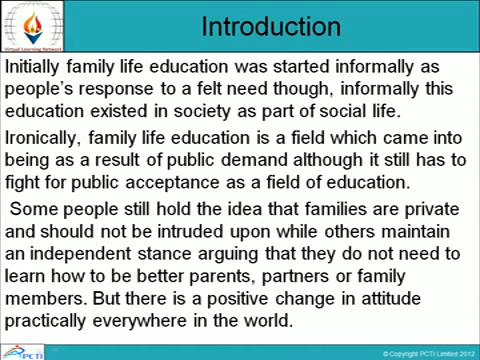 Introduction
Virtual Learning Network
Initially family life education was started informally as
people's response to a felt need though, informally this
education existed in society as part of social life.
Ironically, family life education is a field which came into
being as a result of public demand although it still has to
fight for public acceptance as a field of education.
Some people still hold the idea that families are private
and should not be intruded upon while others maintain
an independent stance arguing that they do not need to
learn how to be better parents, partners or family
members. But there is a positive change in attitude
practically everywhere in the world.
PCTI
© Copyright PCTI Limited 2012